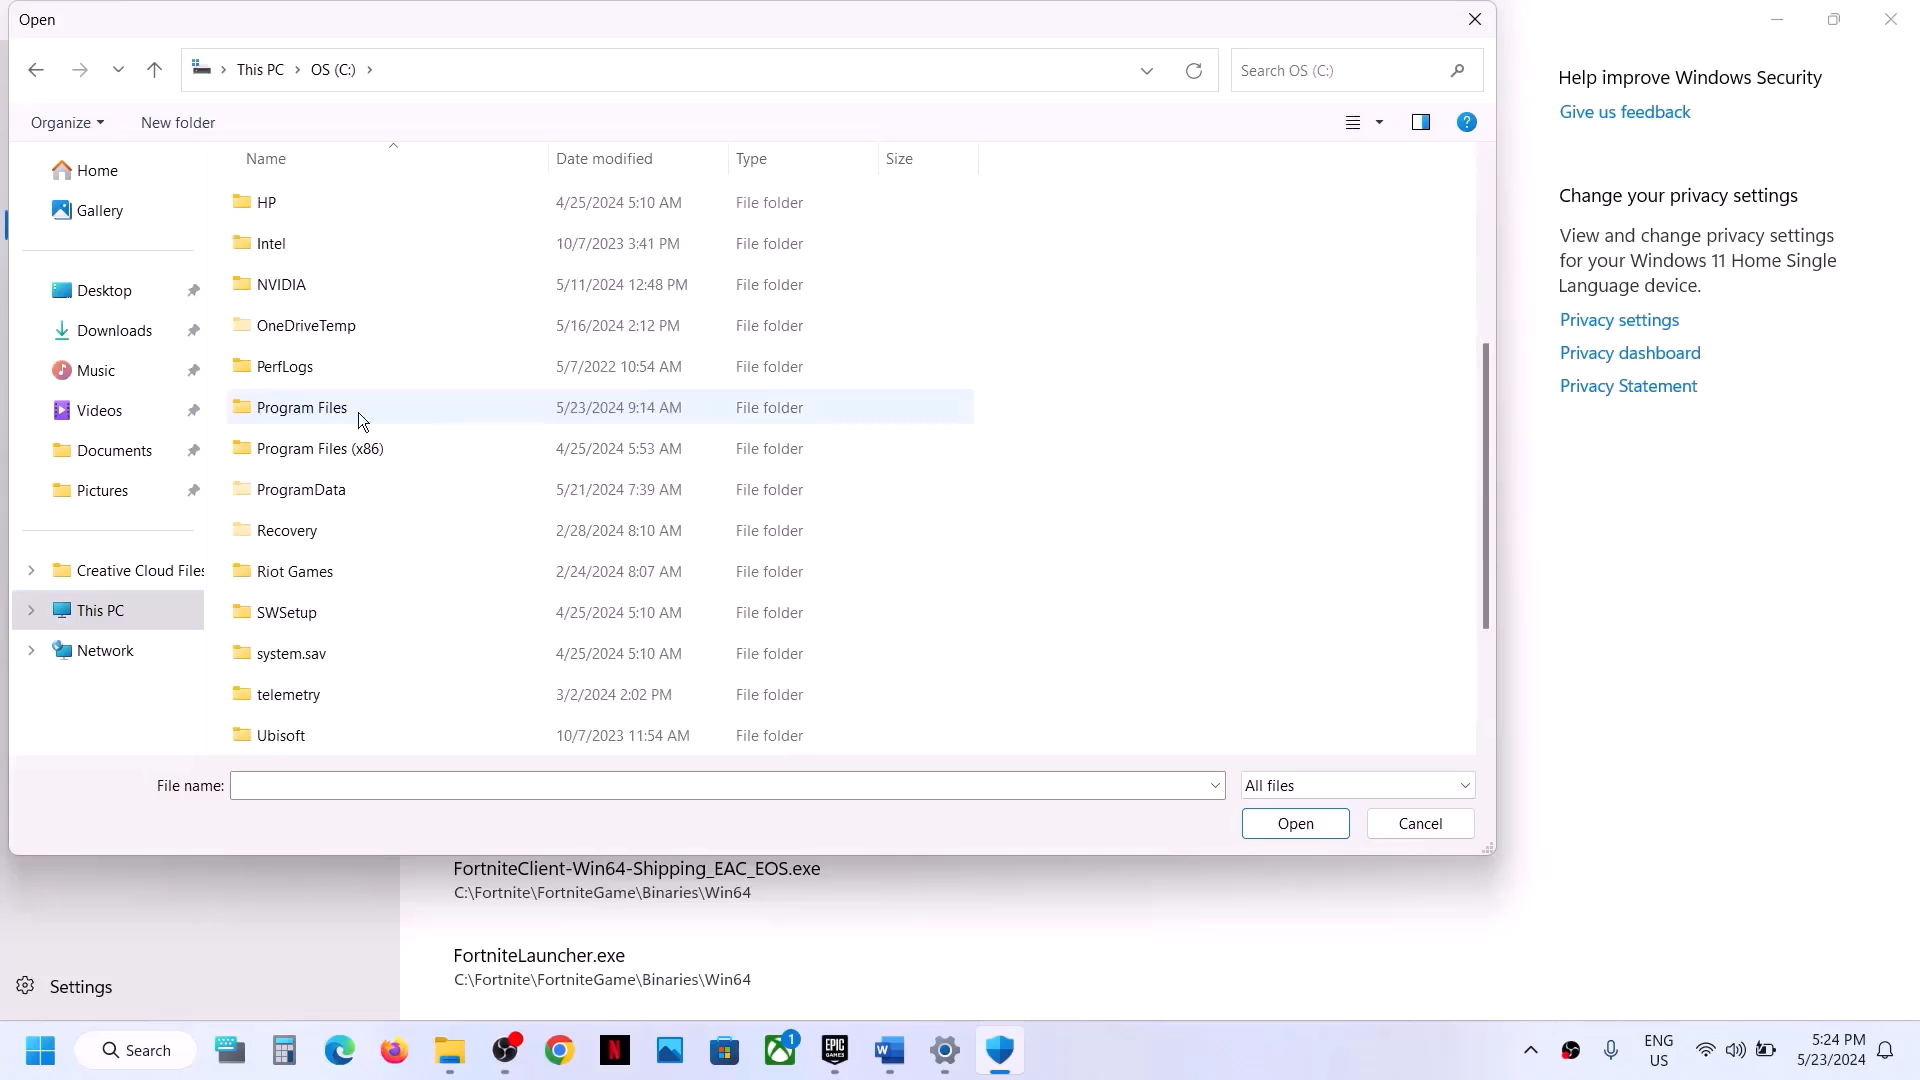 Open
This PC > OS (C:) >
Search OS (C:)
Organize
New folder
Name
Date modified
Type
Size
Home
Gallery
Desktop
Downloads
Music
Videos
Documents
Pictures
Creative Cloud Files
This PC
Network
HP 4/25/2024 5:10 AM File folder
Intel 10/7/2023 3:41 PM File folder
NVIDIA 5/11/2024 12:48 PM File folder
OneDriveTemp 5/16/2024 2:12 PM File folder
PerfLogs 5/7/2022 10:54 AM File folder
Program Files 5/23/2024 9:14 AM File folder
Program Files (x86) 4/25/2024 5:53 AM File folder
ProgramData 5/21/2024 7:39 AM File folder
Recovery 2/28/2024 8:10 AM File folder
Riot Games 2/24/2024 8:07 AM File folder
SWSetup 4/25/2024 5:10 AM File folder
system.sav 4/25/2024 5:10 AM File folder
telemetry 3/2/2024 2:02 PM File folder
Ubisoft 10/7/2023 11:54 AM File folder
File name:
All files
Open
Cancel
Help improve Windows Security
Give us feedback
Change your privacy settings
View and change privacy settings
for your Windows 11 Home Single
Language device.
Privacy settings
Privacy dashboard
Privacy Statement
FortniteClient-Win64-Shipping_EAC_EOS.exe
C:\Fortnite\FortniteGame\Binaries\Win64
FortniteLauncher.exe
C:\Fortnite\FortniteGame\Binaries\Win64
Settings
Search
N
1
EPIC
GAMES
W
ENG
US
5:24 PM
5/23/2024